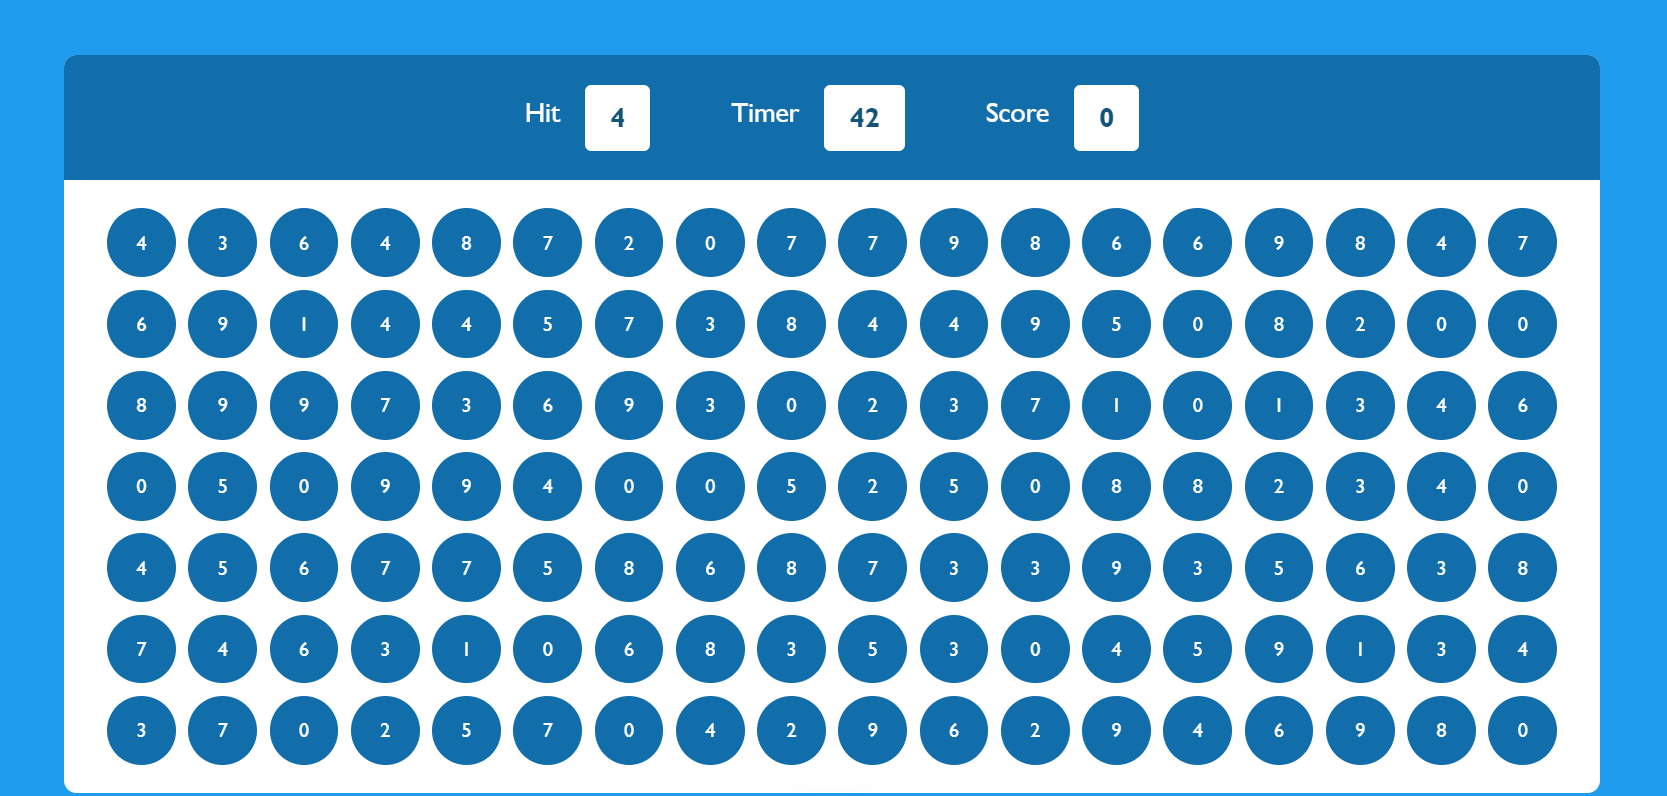 Hit 4 Timer 42 Score 0
4 3 6 4 8 7 2 0 7 7 9 8 6 6 9 8 4 7
6 9 1 4 4 5 7 3 8 4 4 9 5 0 8 2 0 0
8 9 9 7 3 6 9 3 0 2 3 7 1 0 1 3 4 6
0 5 0 9 9 4 0 0 5 2 5 0 8 8 2 3 4 0
4 5 6 7 7 5 8 6 8 7 3 3 9 3 5 6 3 8
7 4 6 3 1 0 6 8 3 5 3 0 4 5 9 1 3 4
3 7 0 2 5 7 0 4 2 9 6 2 9 4 6 9 8 0